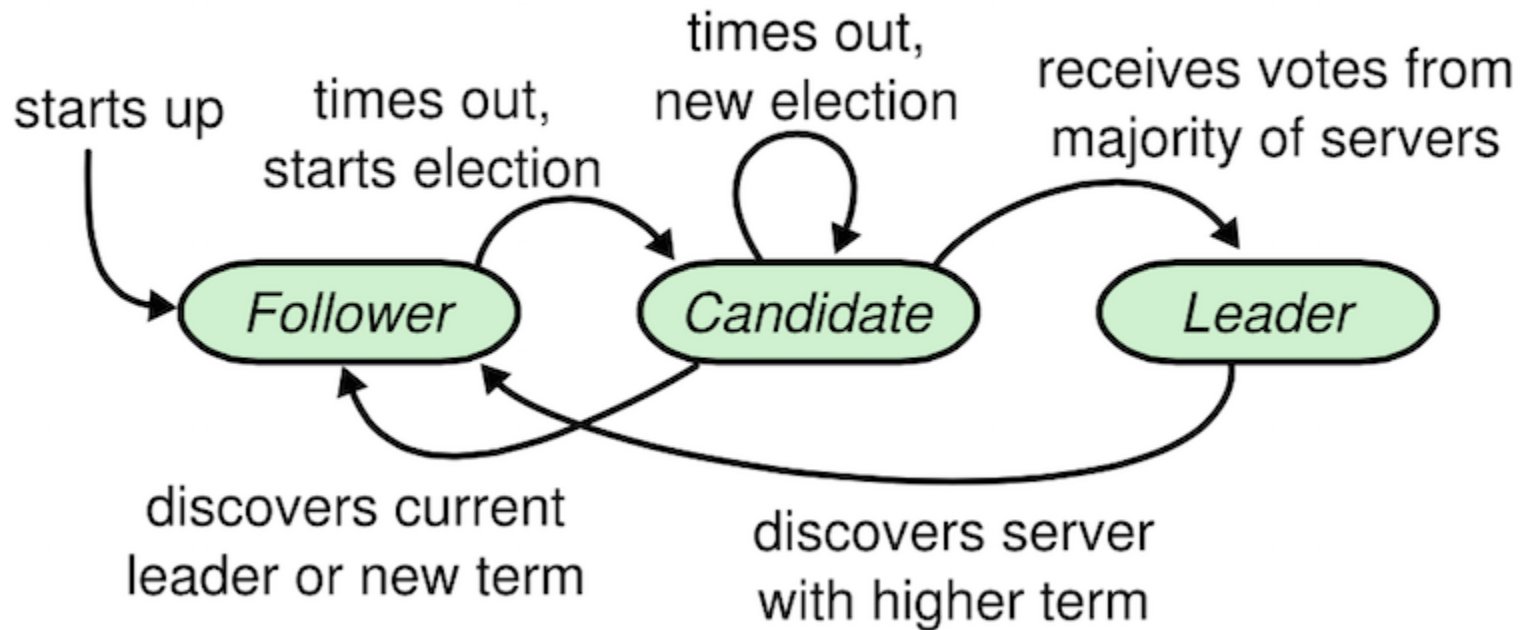 starts up
times out,
starts election
times out,
new election
receives votes from
majority of servers
Follower
Candidate
Leader
discovers current
leader or new term
discovers server
with higher term